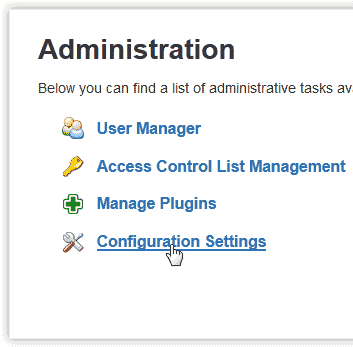 Administration
Below you can find a list of administrative tasks
User Manager
Access Control List Management
Manage Plugins
Configuration Settings